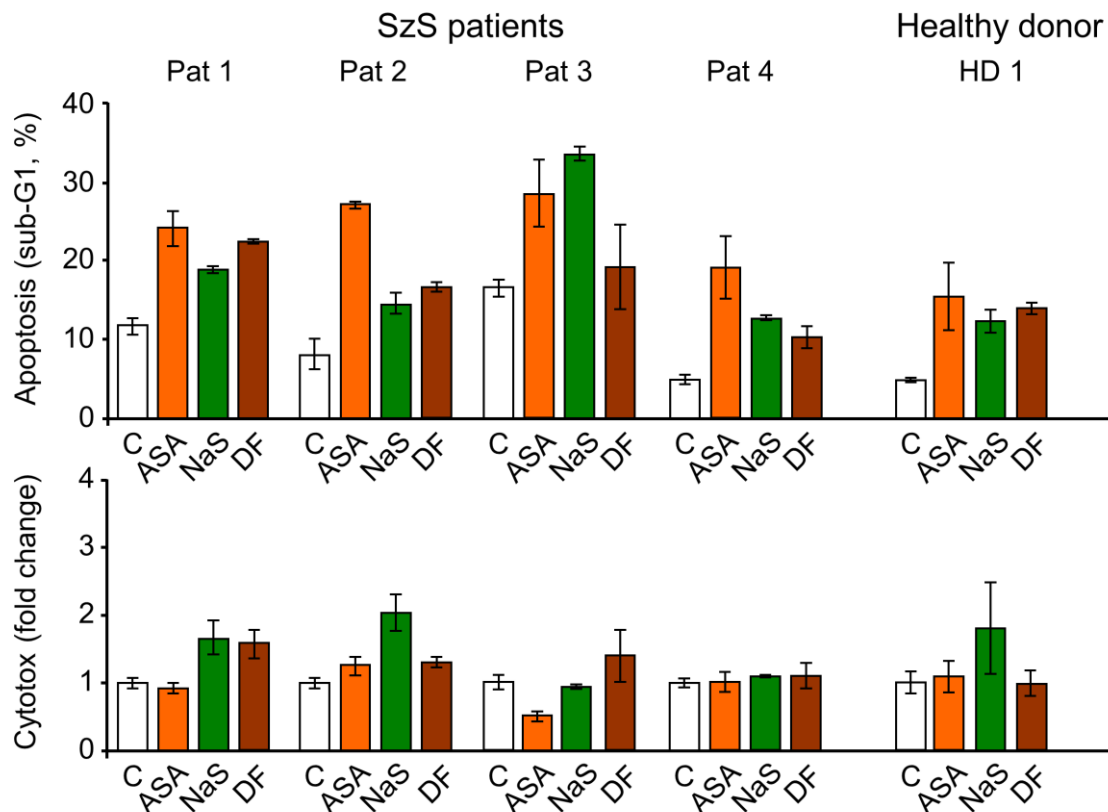 SzS patients Healthy donor
Pat 1 Pat 2 Pat 3 Pat 4 HD 1
Apoptosis (sub-G1, %)
40
30
20
10
0
C ASA NaS DF C ASA NaS DF C ASA NaS DF C ASA NaS DF C ASA NaS DF
Cytotox (fold change)
4
3
2
1
0
C ASA NaS DF C ASA NaS DF C ASA NaS DF C ASA NaS DF C ASA NaS DF